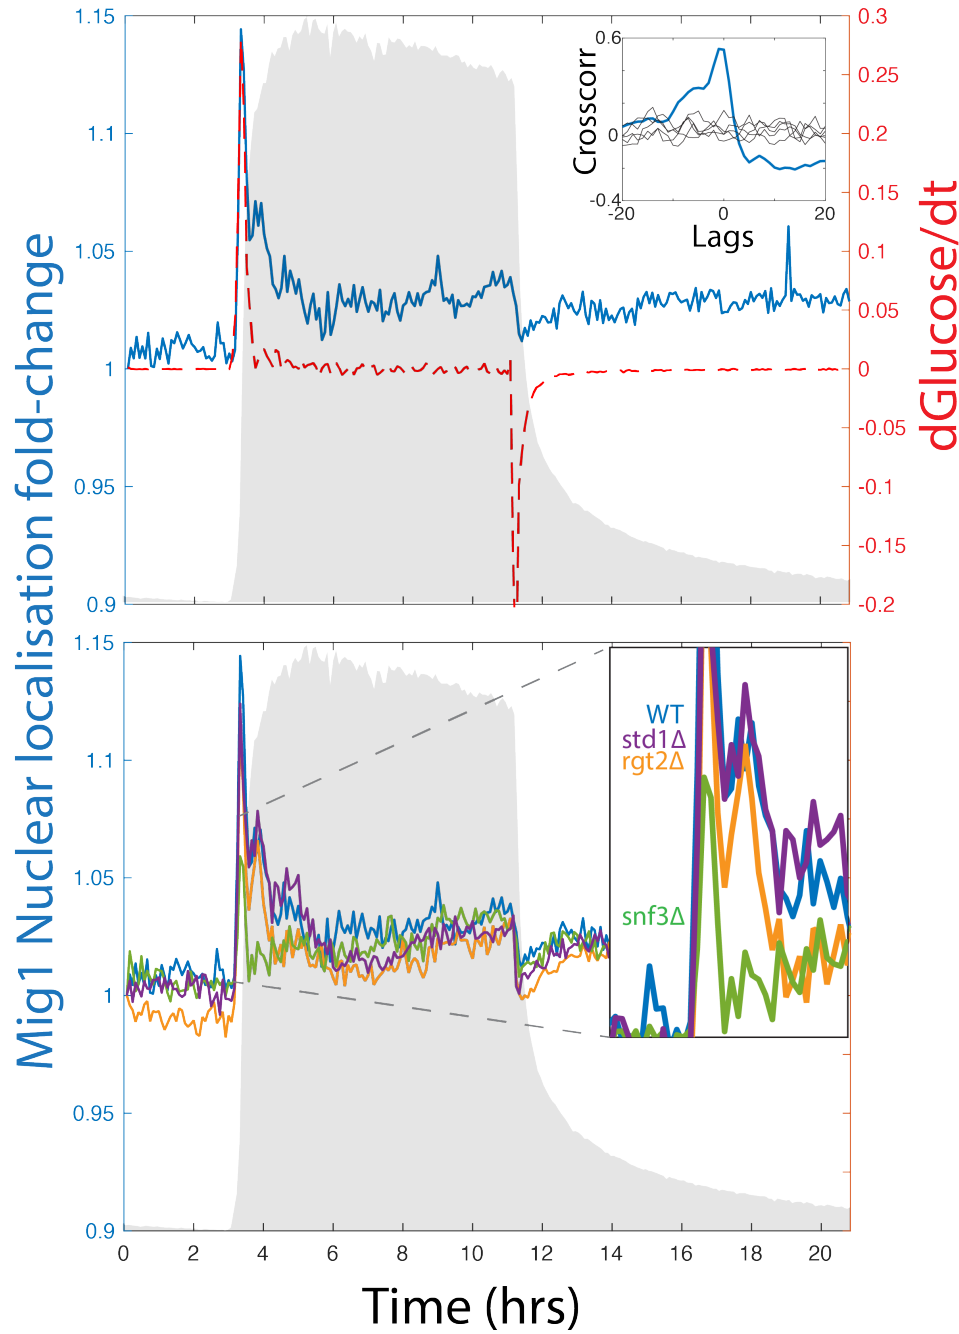 Mig1 Nuclear localisation fold-change
1.15
1.1
1.05
1
0.95
0.9
0.3
0.25
0.2
0.15
0.1
0.05
0
-0.05
-0.1
-0.15
-0.2
dGlucose/dt
Crosscorr
0.6
0
-0.4
-20
0
20
Lags
1.15
1.1
1.05
1
0.95
0.9
WT
std1Δ
rgt2Δ
snf3Δ
0 2 4 6 8 10 12 14 16 18 20
Time (hrs)